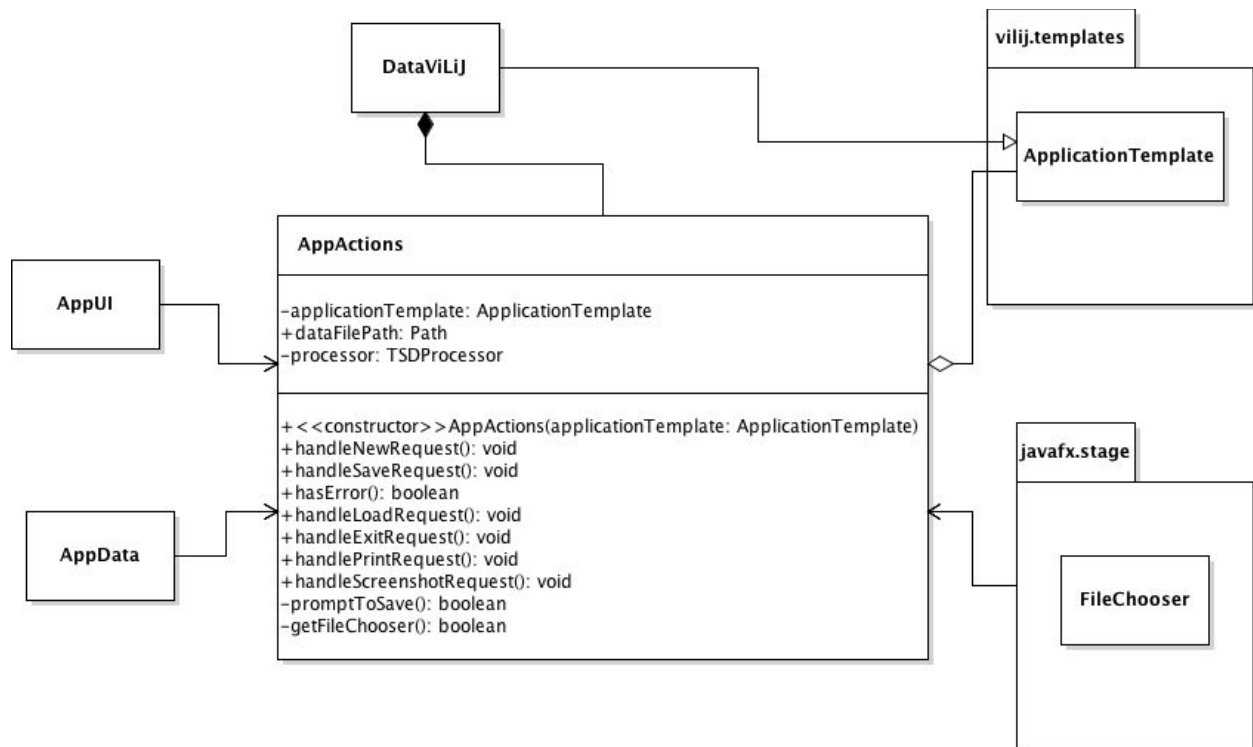 vilij.templates
DataViLiJ
ApplicationTemplate
AppActions
AppUI
-applicationTemplate: ApplicationTemplate
+dataFilePath: Path
-processor: TSDProcessor
+<<constructor>>AppActions(applicationTemplate: ApplicationTemplate)
+handleNewRequest(): void
+handleSaveRequest(): void
+hasError(): boolean
+handleLoadRequest(): void
+handleExitRequest(): void
+handlePrintRequest(): void
+handleScreenshotRequest(): void
-promptToSave(): boolean
-getFileChooser(): boolean
AppData
javafx.stage
FileChooser